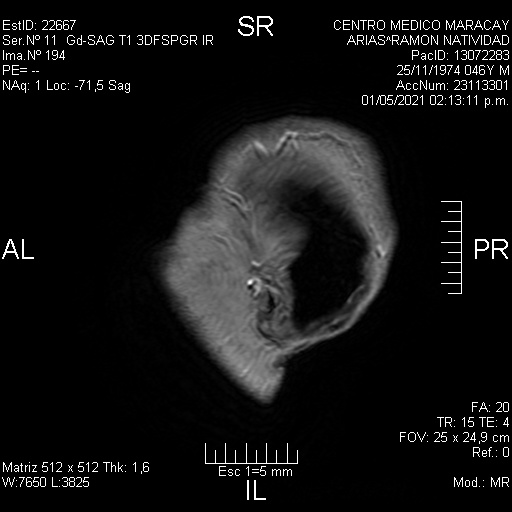 EstID: 22667
Ser.Nº 11 Gd-SAG T1 3DFSPGR IR
Ima.Nº 194
PE= --
NAq: 1 Loc: -71,5 Sag
SR
CENTRO MEDICO MARACAY
ARIAS^RAMON NATIVIDAD
PacID: 13072283
25/11/1974 046Y M
AccNum: 23113301
01/05/2021 02:13:11 p.m.
AL
PR
FA: 20
TR: 15 TE: 4
FOV: 25 x 24,9 cm
Ref.: 0
Matriz 512 x 512 Thk: 1,6
W:7650 L:3825
Esc 1=5 mm
IL
Mod.: MR